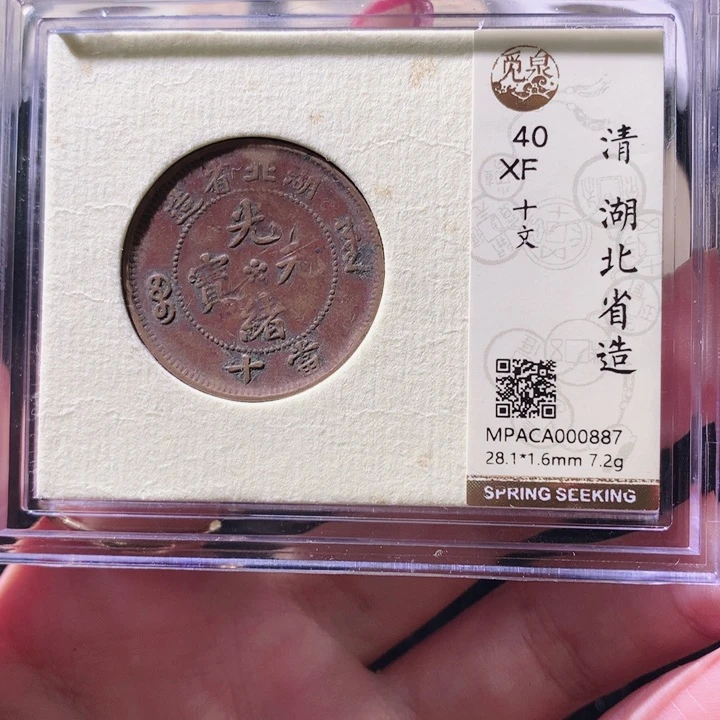 湖北省造
光緒元寶
當十
覓泉
40
XF
十文
清 湖北省造
MPACA000887
28.1*1.6mm 7.2g
SPRING SEEKING